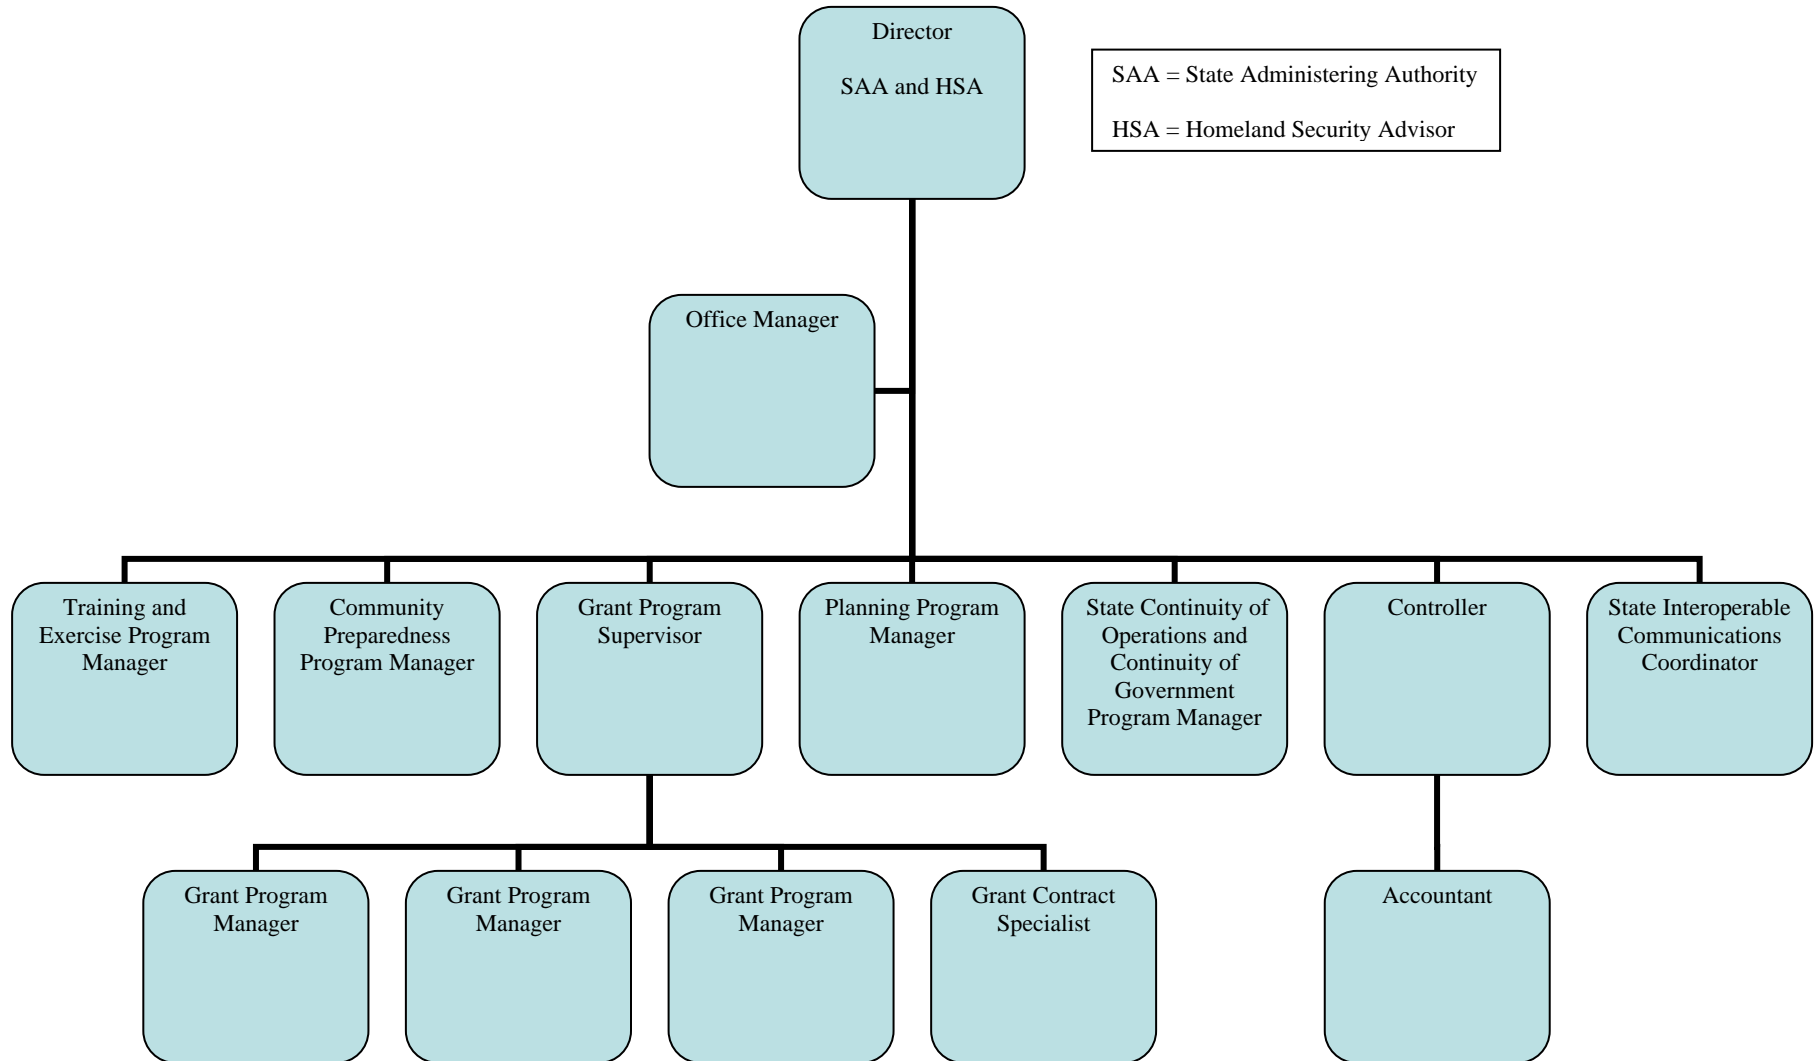 Director
SAA and HSA
SAA = State Administering Authority
HSA = Homeland Security Advisor
Office Manager
Training and
Exercise Program
Manager
Community
Preparedness
Program Manager
Grant Program
Supervisor
Planning Program
Manager
State Continuity of
Operations and
Continuity of
Government
Program Manager
Controller
State Interoperable
Communications
Coordinator
Grant Program
Manager
Grant Program
Manager
Grant Program
Manager
Grant Contract
Specialist
Accountant